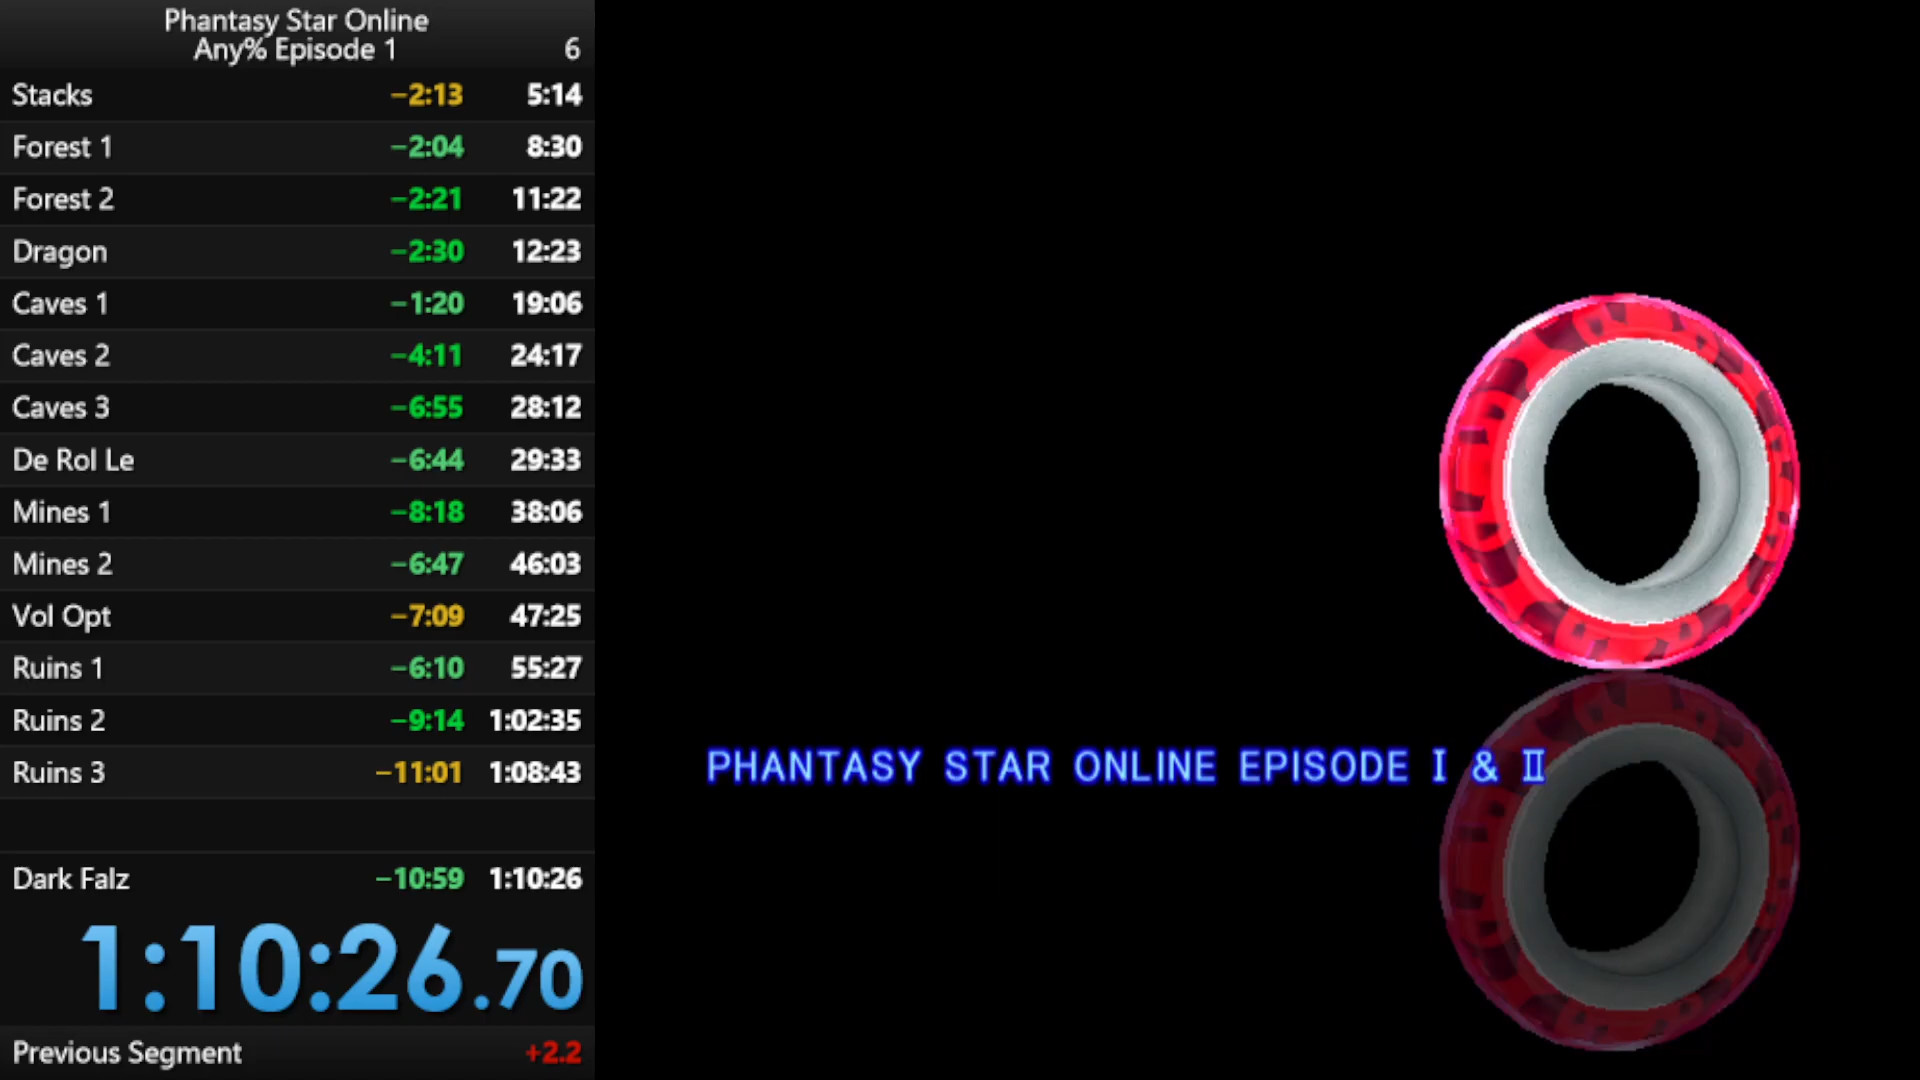 Phantasy Star Online
Any% Episode 1 6
Stacks −2:13 5:14
Forest 1 −2:04 8:30
Forest 2 −2:21 11:22
Dragon −2:30 12:23
Caves 1 −1:20 19:06
Caves 2 −4:11 24:17
Caves 3 −6:55 28:12
De Rol Le −6:44 29:33
Mines 1 −8:18 38:06
Mines 2 −6:47 46:03
Vol Opt −7:09 47:25
Ruins 1 −6:10 55:27
Ruins 2 −9:14 1:02:35
Ruins 3 −11:01 1:08:43
Dark Falz −10:59 1:10:26
1:10:26.70
Previous Segment +2.2
PHANTASY STAR ONLINE EPISODE Ⅰ & Ⅱ